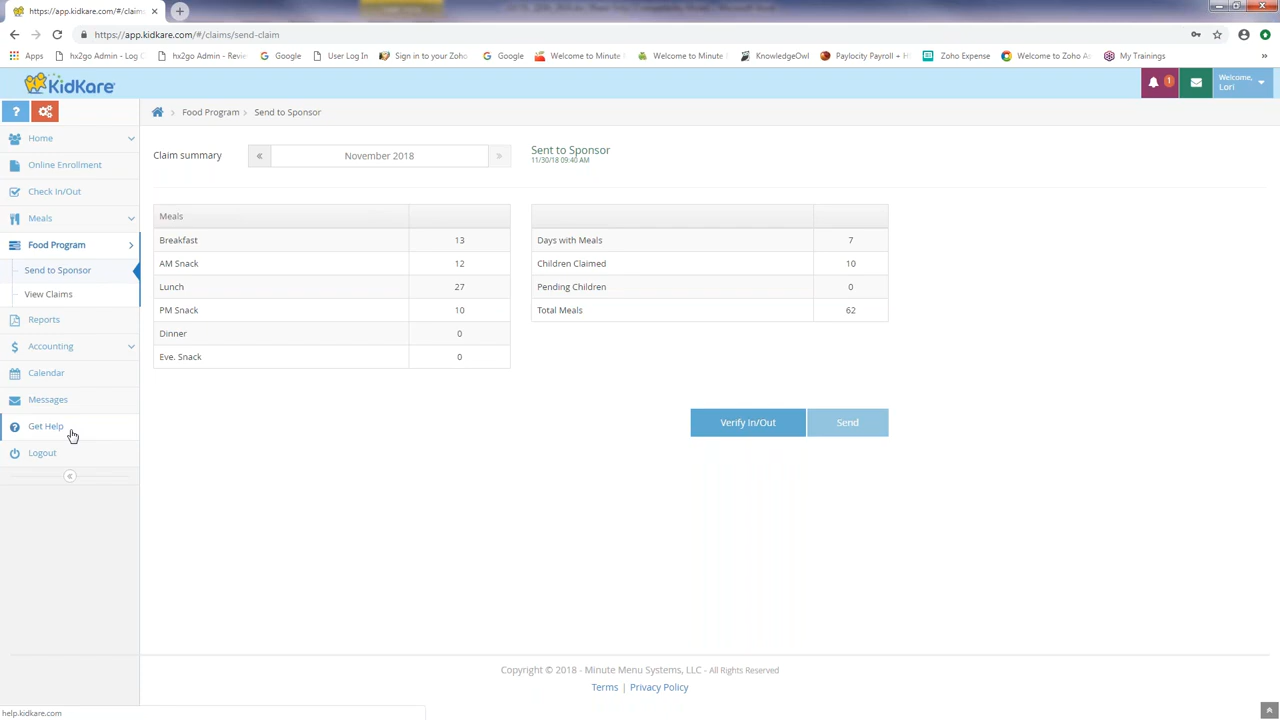 https://app.kidkare.com/#/claims
https://app.kidkare.com/#/claims/send-claim
Apps
hx2go Admin - Log
hx2go Admin - Revie
User Log In
Google
Sign in to your Zoho
Google
Welcome to Minute
Welcome to Minute
KnowledgeOwl
Paylocity Payroll + H
Zoho Expense
Welcome to Zoho A
My Trainings
»
KidKare
1
Welcome,
Lori
?
Food Program
Send to Sponsor
Home
Online Enrollment
Check In/Out
Meals
Food Program
Send to Sponsor
View Claims
Reports
Accounting
Calendar
Messages
Get Help
Logout
Claim summary
«
November 2018
»
Sent to Sponsor
11/30/18 09:40 AM
Meals
Breakfast 13
AM Snack 12
Lunch 27
PM Snack 10
Dinner 0
Eve. Snack 0
Days with Meals 7
Children Claimed 10
Pending Children 0
Total Meals 62
Verify In/Out
Send
Copyright © 2018 - Minute Menu Systems, LLC - All Rights Reserved
Terms | Privacy Policy
help.kidkare.com